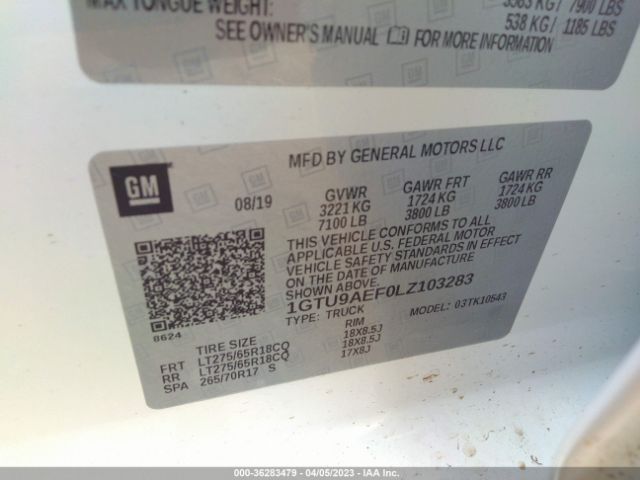 MAX TONGUE WEIGHT:
3583 KG / 7900 LBS
538 KG / 1185 LBS
SEE OWNER'S MANUAL FOR MORE INFORMATION
GM
MFD BY GENERAL MOTORS LLC
08/19
GVWR
3221 KG
7100 LB
GAWR FRT
1724 KG
3800 LB
GAWR RR
1724 KG
3800 LB
THIS VEHICLE CONFORMS TO ALL
APPLICABLE U.S. FEDERAL MOTOR
VEHICLE SAFETY STANDARDS IN EFFECT
ON THE DATE OF MANUFACTURE
SHOWN ABOVE.
1GTU9AEF0LZ103283
TYPE: TRUCK
MODEL: 03TK10543
8624
TIRE SIZE
RIM
FRT LT275/65R18CQ 18X8.5J
RR LT275/65R18CQ 18X8.5J
SPA 265/70R17 S 17X8J
000-36283479 - 04/05/2023 - IAA Inc.